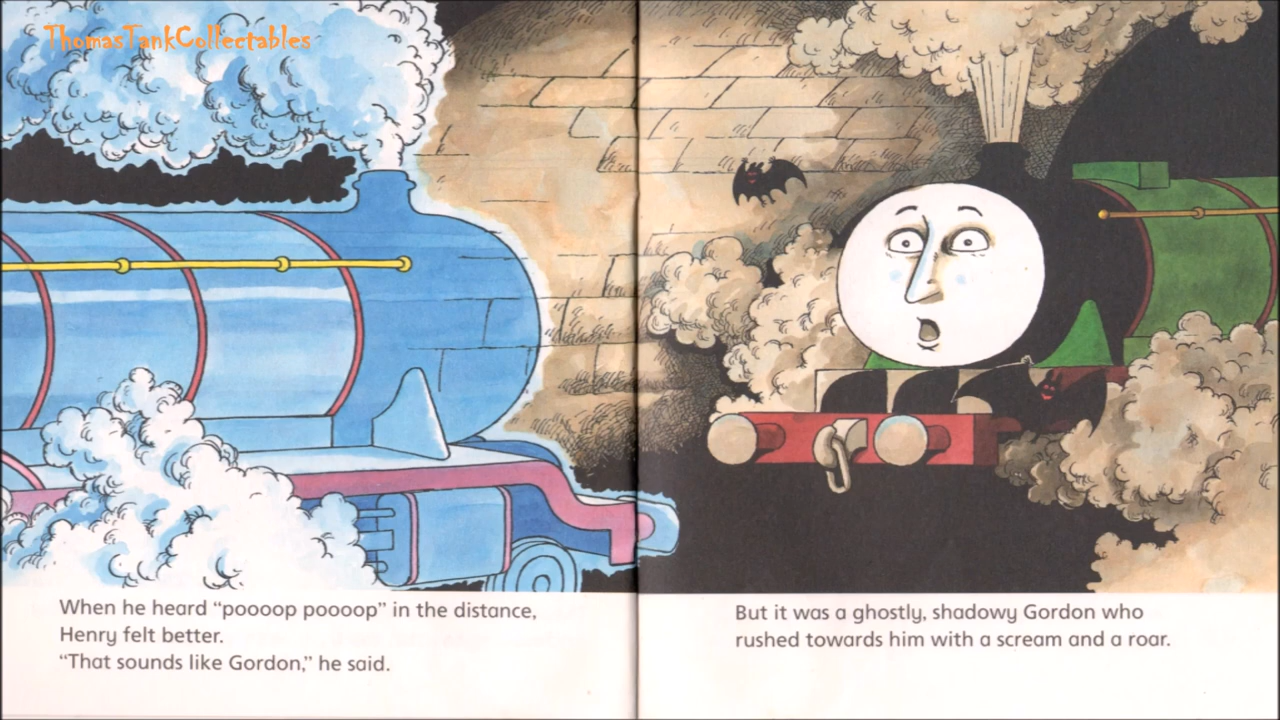 ThomasTankCollectables
When he heard “poooop poooop” in the distance,
Henry felt better.
“That sounds like Gordon,” he said.
But it was a ghostly, shadowy Gordon who
rushed towards him with a scream and a roar.